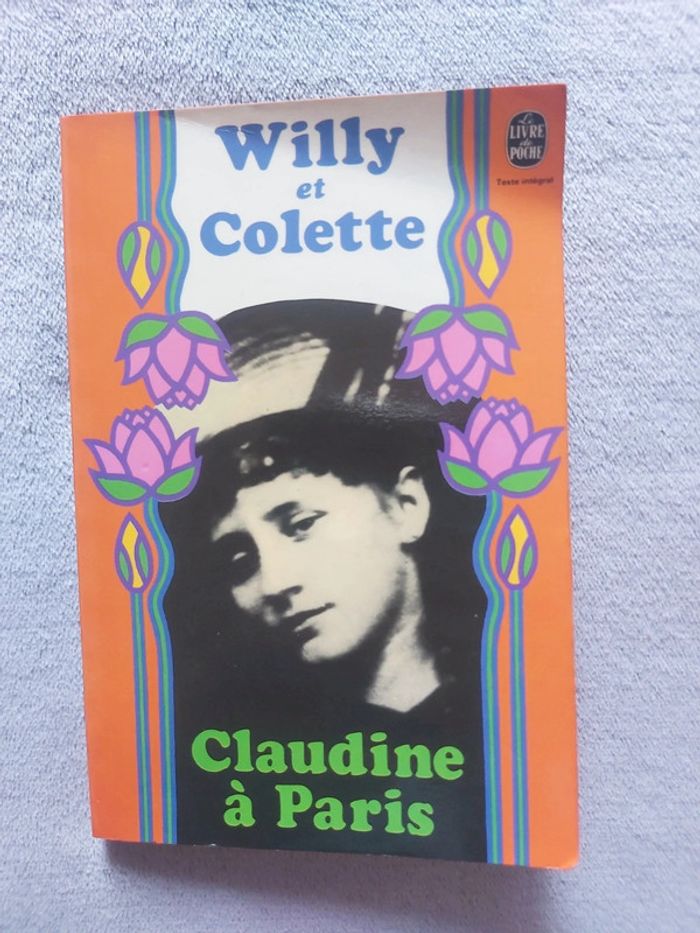 Willy
et
Colette
Le
LIVRE
de
POCHE
Texte intégral
Claudine
à Paris